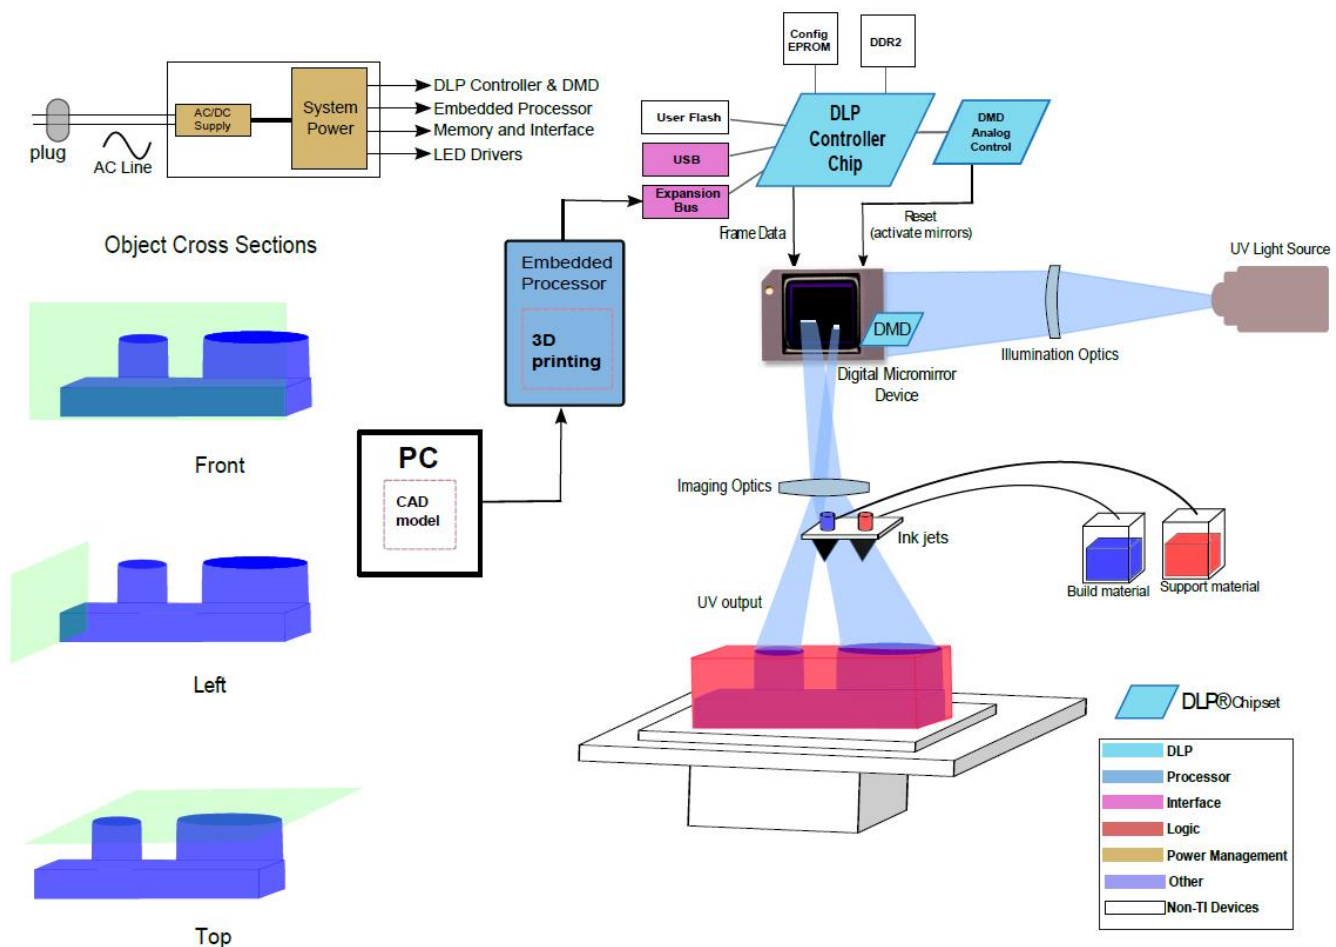 Config
EPROM
DDR2
DLP
Controller
Chip
DMD
Analog
Control
User Flash
USB
Expansion
Bus
AC/DC
Supply
System
Power
DLP Controller & DMD
Embedded Processor
Memory and Interface
LED Drivers
plug
AC Line
Object Cross Sections
Front
Left
Top
Embedded
Processor
3D
printing
PC
CAD
model
Frame Data
Reset
(activate mirrors)
UV Light Source
DMD
Illumination Optics
Digital Micromirror
Device
Imaging Optics
Ink jets
Build material
Support material
UV output
DLP®Chipset
DLP
Processor
Interface
Logic
Power Management
Other
Non-TI Devices